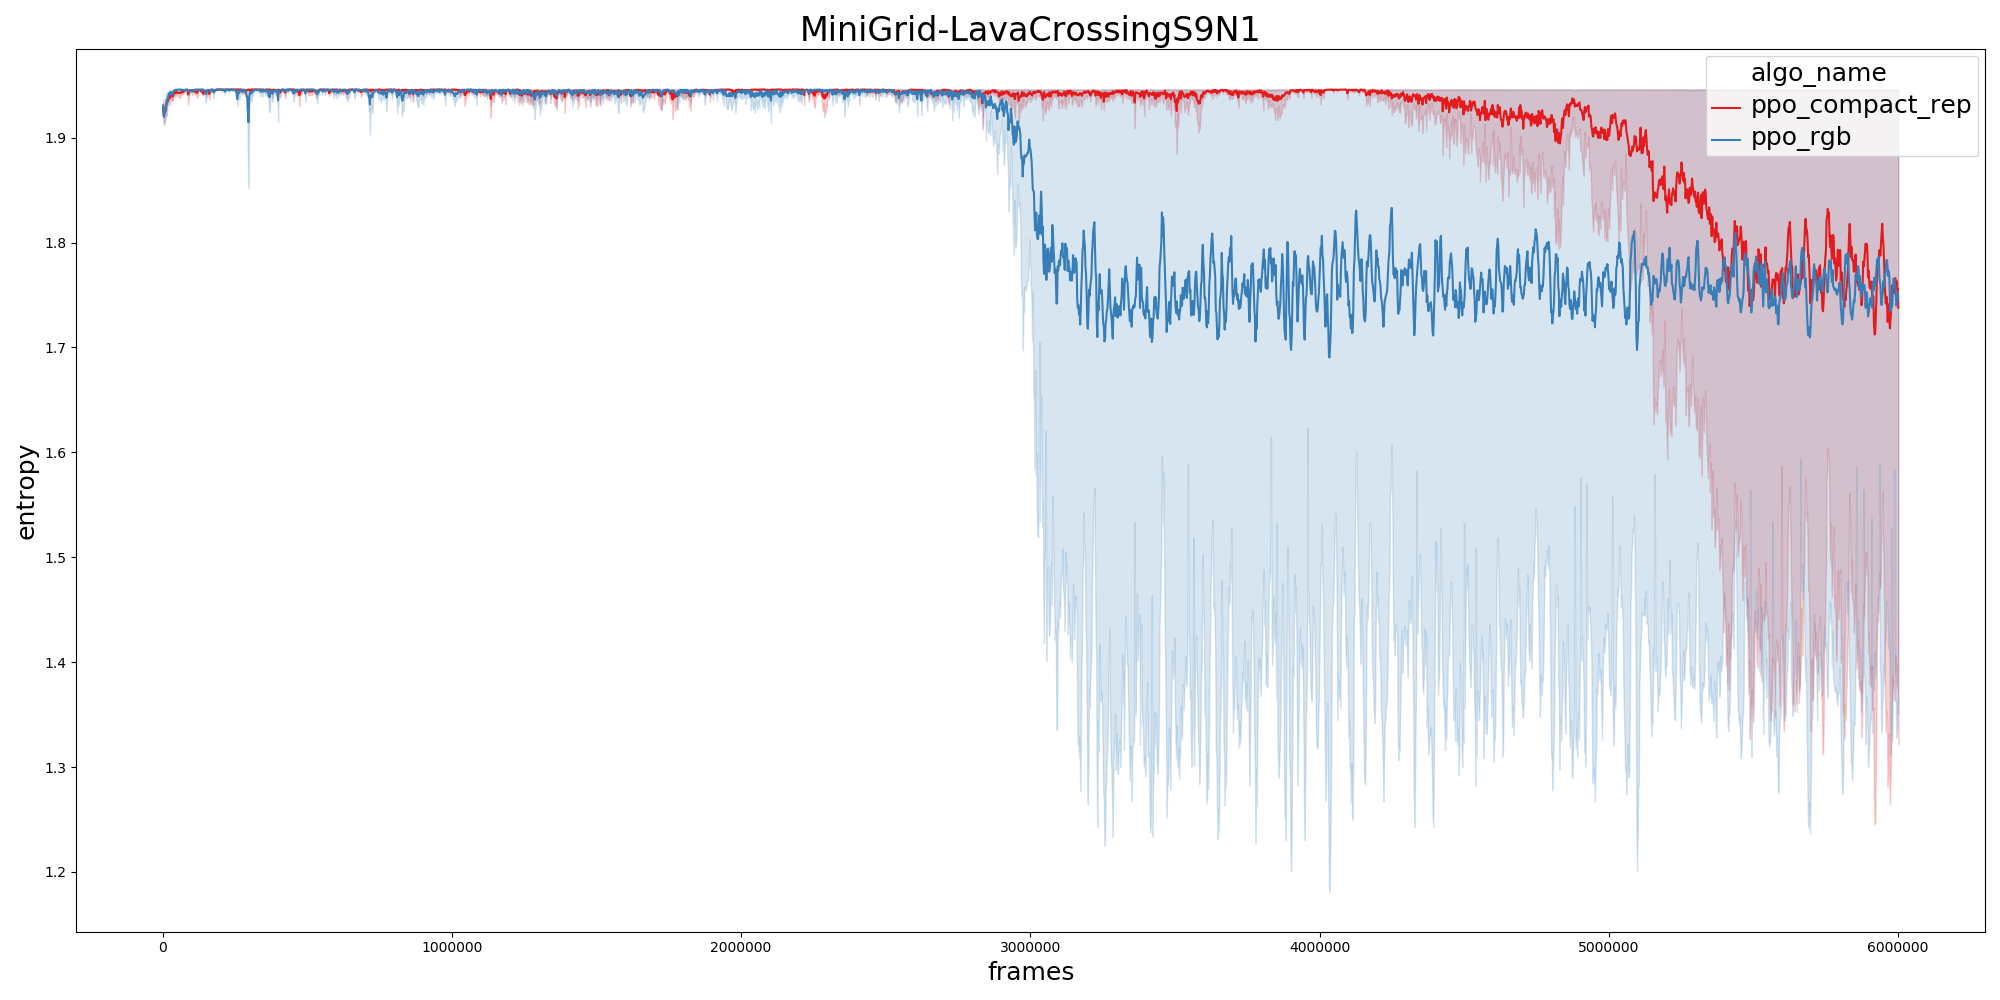 MiniGrid-LavaCrossingS9N1
algo_name
ppo_compact_rep
ppo_rgb
entropy
1.9
1.8
1.7
1.6
1.5
1.4
1.3
1.2
0
1000000
2000000
3000000
4000000
5000000
6000000
frames